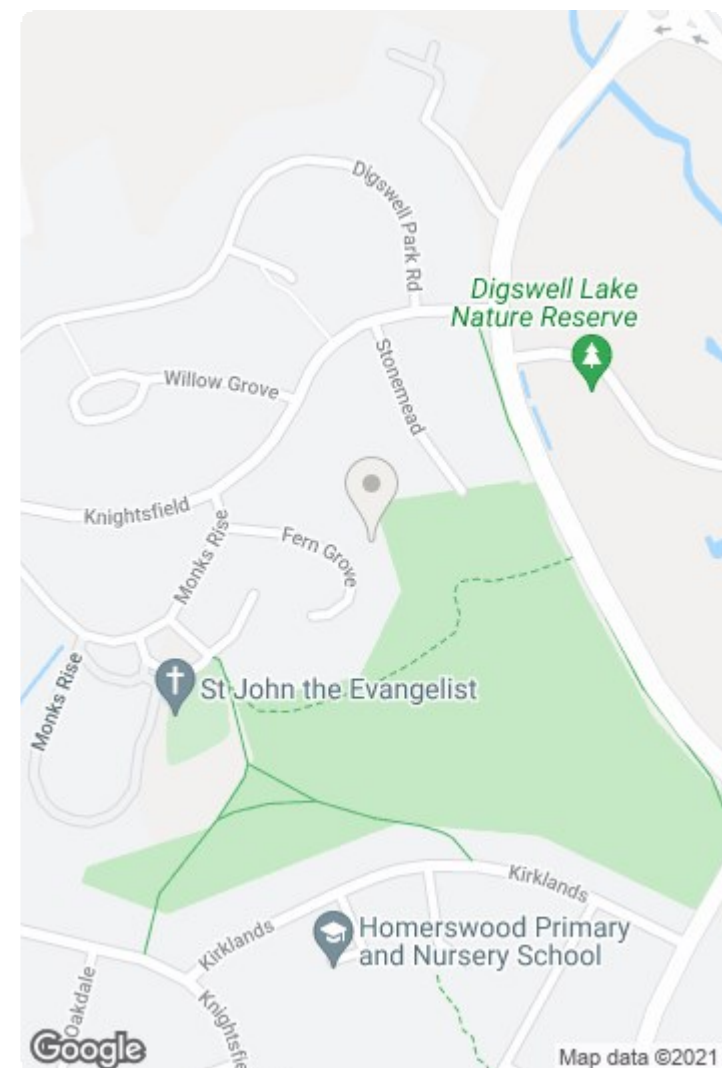 Digswell Park Rd
Digswell Lake
Nature Reserve
Stonemead
Willow Grove
Knightsfield
Monks Rise
Fern Grove
St John the Evangelist
Monks Rise
Kirklands
Homerswood Primary
and Nursery School
Kirklands
Oakdale
Knightsfie
Google
Map data ©2021